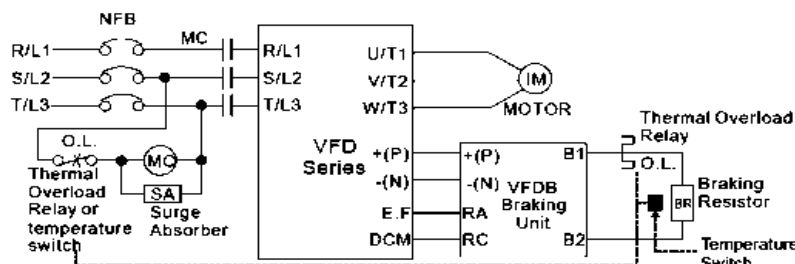 NFB
MC
R/L1
R/L1
U/T1
S/L2
S/L2
V/T2
IM
T/L3
T/L3
W/T3
MOTOR
Thermal Overload
Relay
O.L.
O.L.
MC
VFD
Series
+(P)
+(P)
B1
-(N)
-(N)
VFDB
Braking
Unit
SA
Surge
Absorber
Thermal
Overload
Relay or
temperature
switch
E.F
RA
DCM
RC
B2
BR
Braking
Resistor
Temperature
Switch